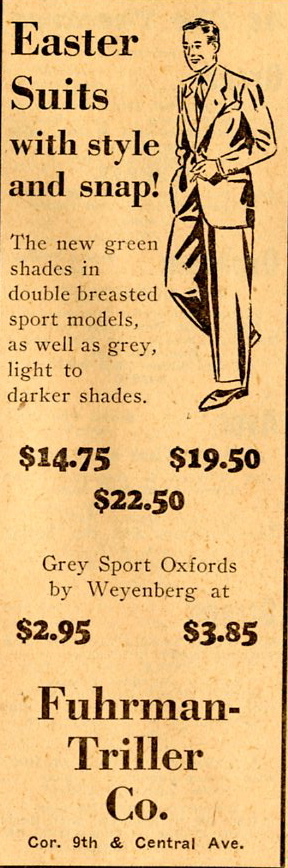 Easter
Suits
with style
and snap!
The new green
shades in
double breasted
sport models,
as well as grey,
light to
darker shades.
$14.75 $19.50
$22.50
Grey Sport Oxfords
by Weyenberg at
$2.95 $3.85
Fuhrman-
Triller
Co.
Cor. 9th & Central Ave.